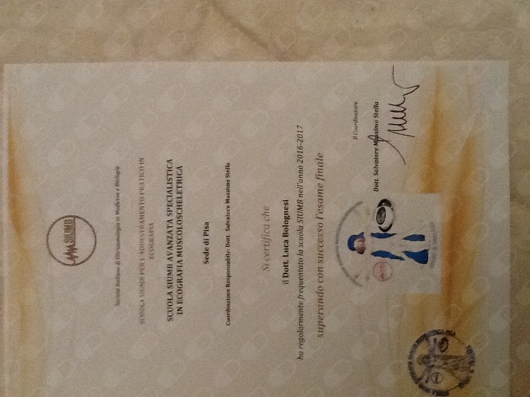 SIUMB
Società Italiana di Ultrasonologia in Medicina e Biologia
SCUOLA SIUMB PER L'ADDESTRAMENTO PRATICO IN
ECOGRAFIA
SCUOLA SIUMB AVANZATA SPECIALISTICA
IN ECOGRAFIA MUSCOLOSCHELETRICA
Sede di Pisa
Coordinatore Responsabile: Dott. Salvatore Massimo Stella
Si certifica che
il Dott. Luca Bolognesi
ha regolarmente frequentato la scuola SIUMB nell'anno 2016-2017
superando con successo l'esame finale
Il Coordinatore
Dott. Salvatore Massimo Stella